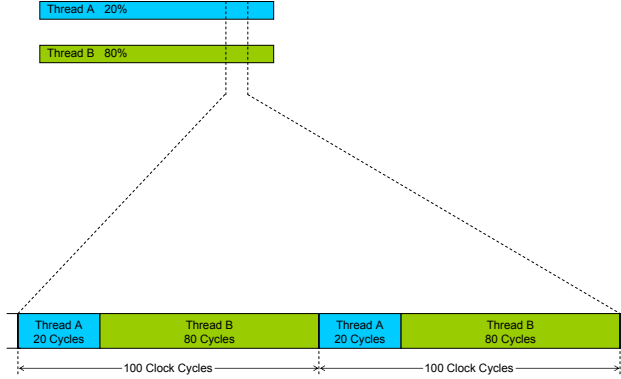 Thread A 20%
Thread B 80%
Thread A
20 Cycles
Thread B
80 Cycles
Thread A
20 Cycles
Thread B
80 Cycles
100 Clock Cycles
100 Clock Cycles